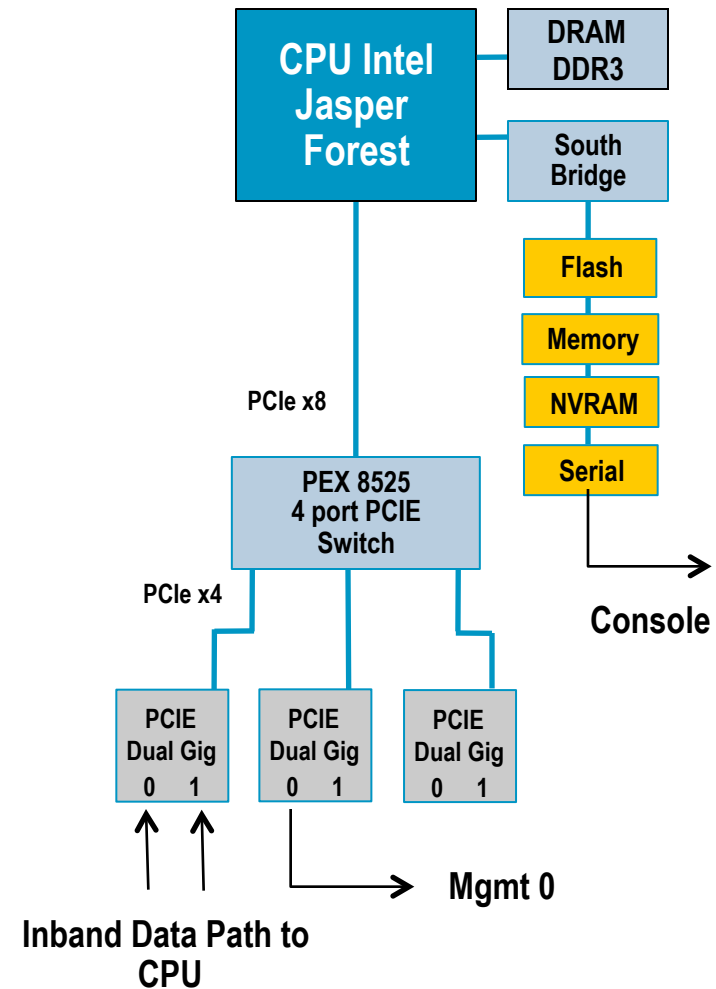 CPU Intel
Jasper
Forest
DRAM
DDR3
South
Bridge
Flash
Memory
NVRAM
Serial
Console
PCIe x8
PEX 8525
4 port PCIE
Switch
PCIe x4
PCIE
Dual Gig
0 1
PCIE
Dual Gig
0 1
PCIE
Dual Gig
0 1
Mgmt 0
Inband Data Path to
CPU